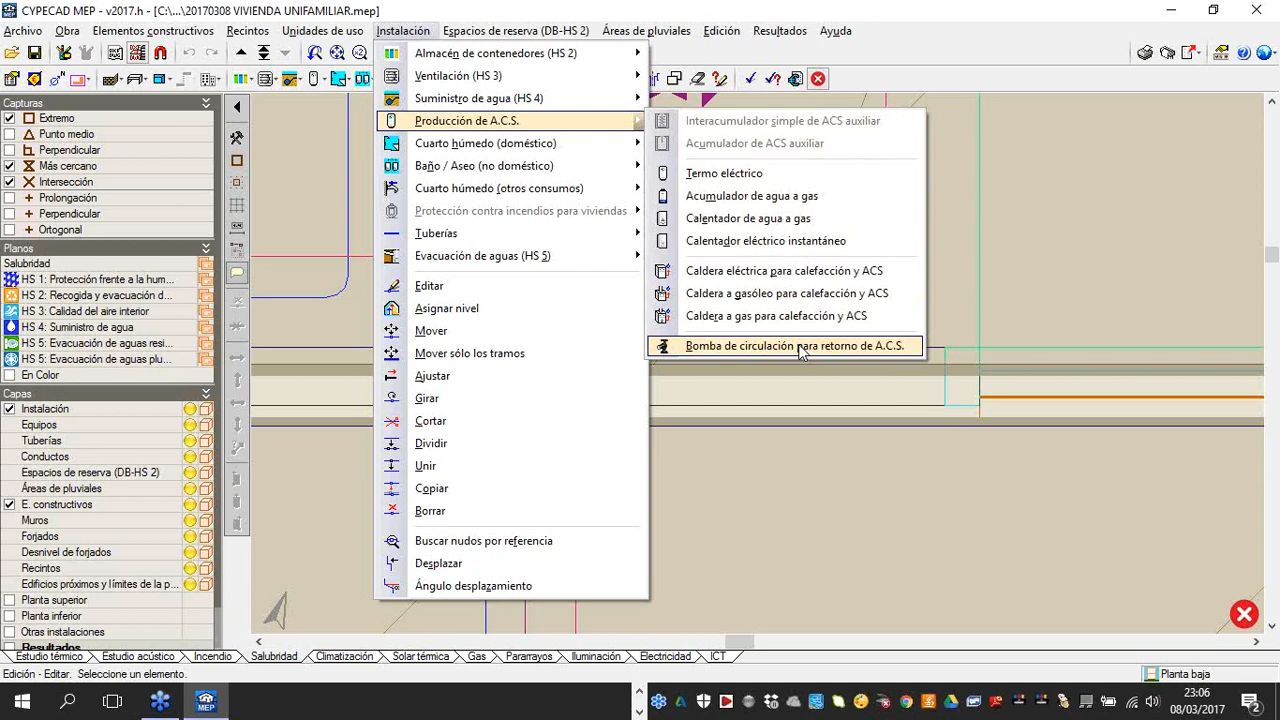 CYPECAD MEP - v2017.h - [C:\...\20170308 VIVIENDA UNIFAMILIAR.mep]
Archivo Obra Elementos constructivos Recintos Unidades de uso Instalación Espacios de reserva (DB-HS 2) Áreas de pluviales Edición Resultados Ayuda
Capturas
Extremo
Punto medio
Perpendicular
Más cercano
Intersección
Prolongación
Perpendicular
Ortogonal
Planos
Salubridad
HS 1: Protección frente a la hum...
HS 2: Recogida y evacuación d...
HS 3: Calidad del aire interior
HS 4: Suministro de agua
HS 5: Evacuación de aguas resi...
HS 5: Evacuación de aguas plu...
En Color
Capas
Instalación
Equipos
Tuberías
Conductos
Espacios de reserva (DB-HS 2)
Áreas de pluviales
E. constructivos
Muros
Forjados
Desnivel de forjados
Recintos
Edificios próximos y límites de la p...
Planta superior
Planta inferior
Otras instalaciones
Resultados
Almacén de contenedores (HS 2)
Ventilación (HS 3)
Suministro de agua (HS 4)
Producción de A.C.S.
Cuarto húmedo (doméstico)
Baño / Aseo (no doméstico)
Cuarto húmedo (otros consumos)
Protección contra incendios para viviendas
Tuberías
Evacuación de aguas (HS 5)
Editar
Asignar nivel
Mover
Mover sólo los tramos
Ajustar
Girar
Cortar
Dividir
Unir
Copiar
Borrar
Buscar nudos por referencia
Desplazar
Ángulo desplazamiento
Interacumulador simple de ACS auxiliar
Acumulador de ACS auxiliar
Termo eléctrico
Acumulador de agua a gas
Calentador de agua a gas
Calentador eléctrico instantáneo
Caldera eléctrica para calefacción y ACS
Caldera a gasóleo para calefacción y ACS
Caldera a gas para calefacción y ACS
Bomba de circulación para retorno de A.C.S.
Estudio térmico Estudio acústico Incendio Salubridad Climatización Solar térmica Gas Pararrayos Iluminación Electricidad ICT
Edición - Editar. Seleccione un elemento.
Planta baja
23:06
08/03/2017
2